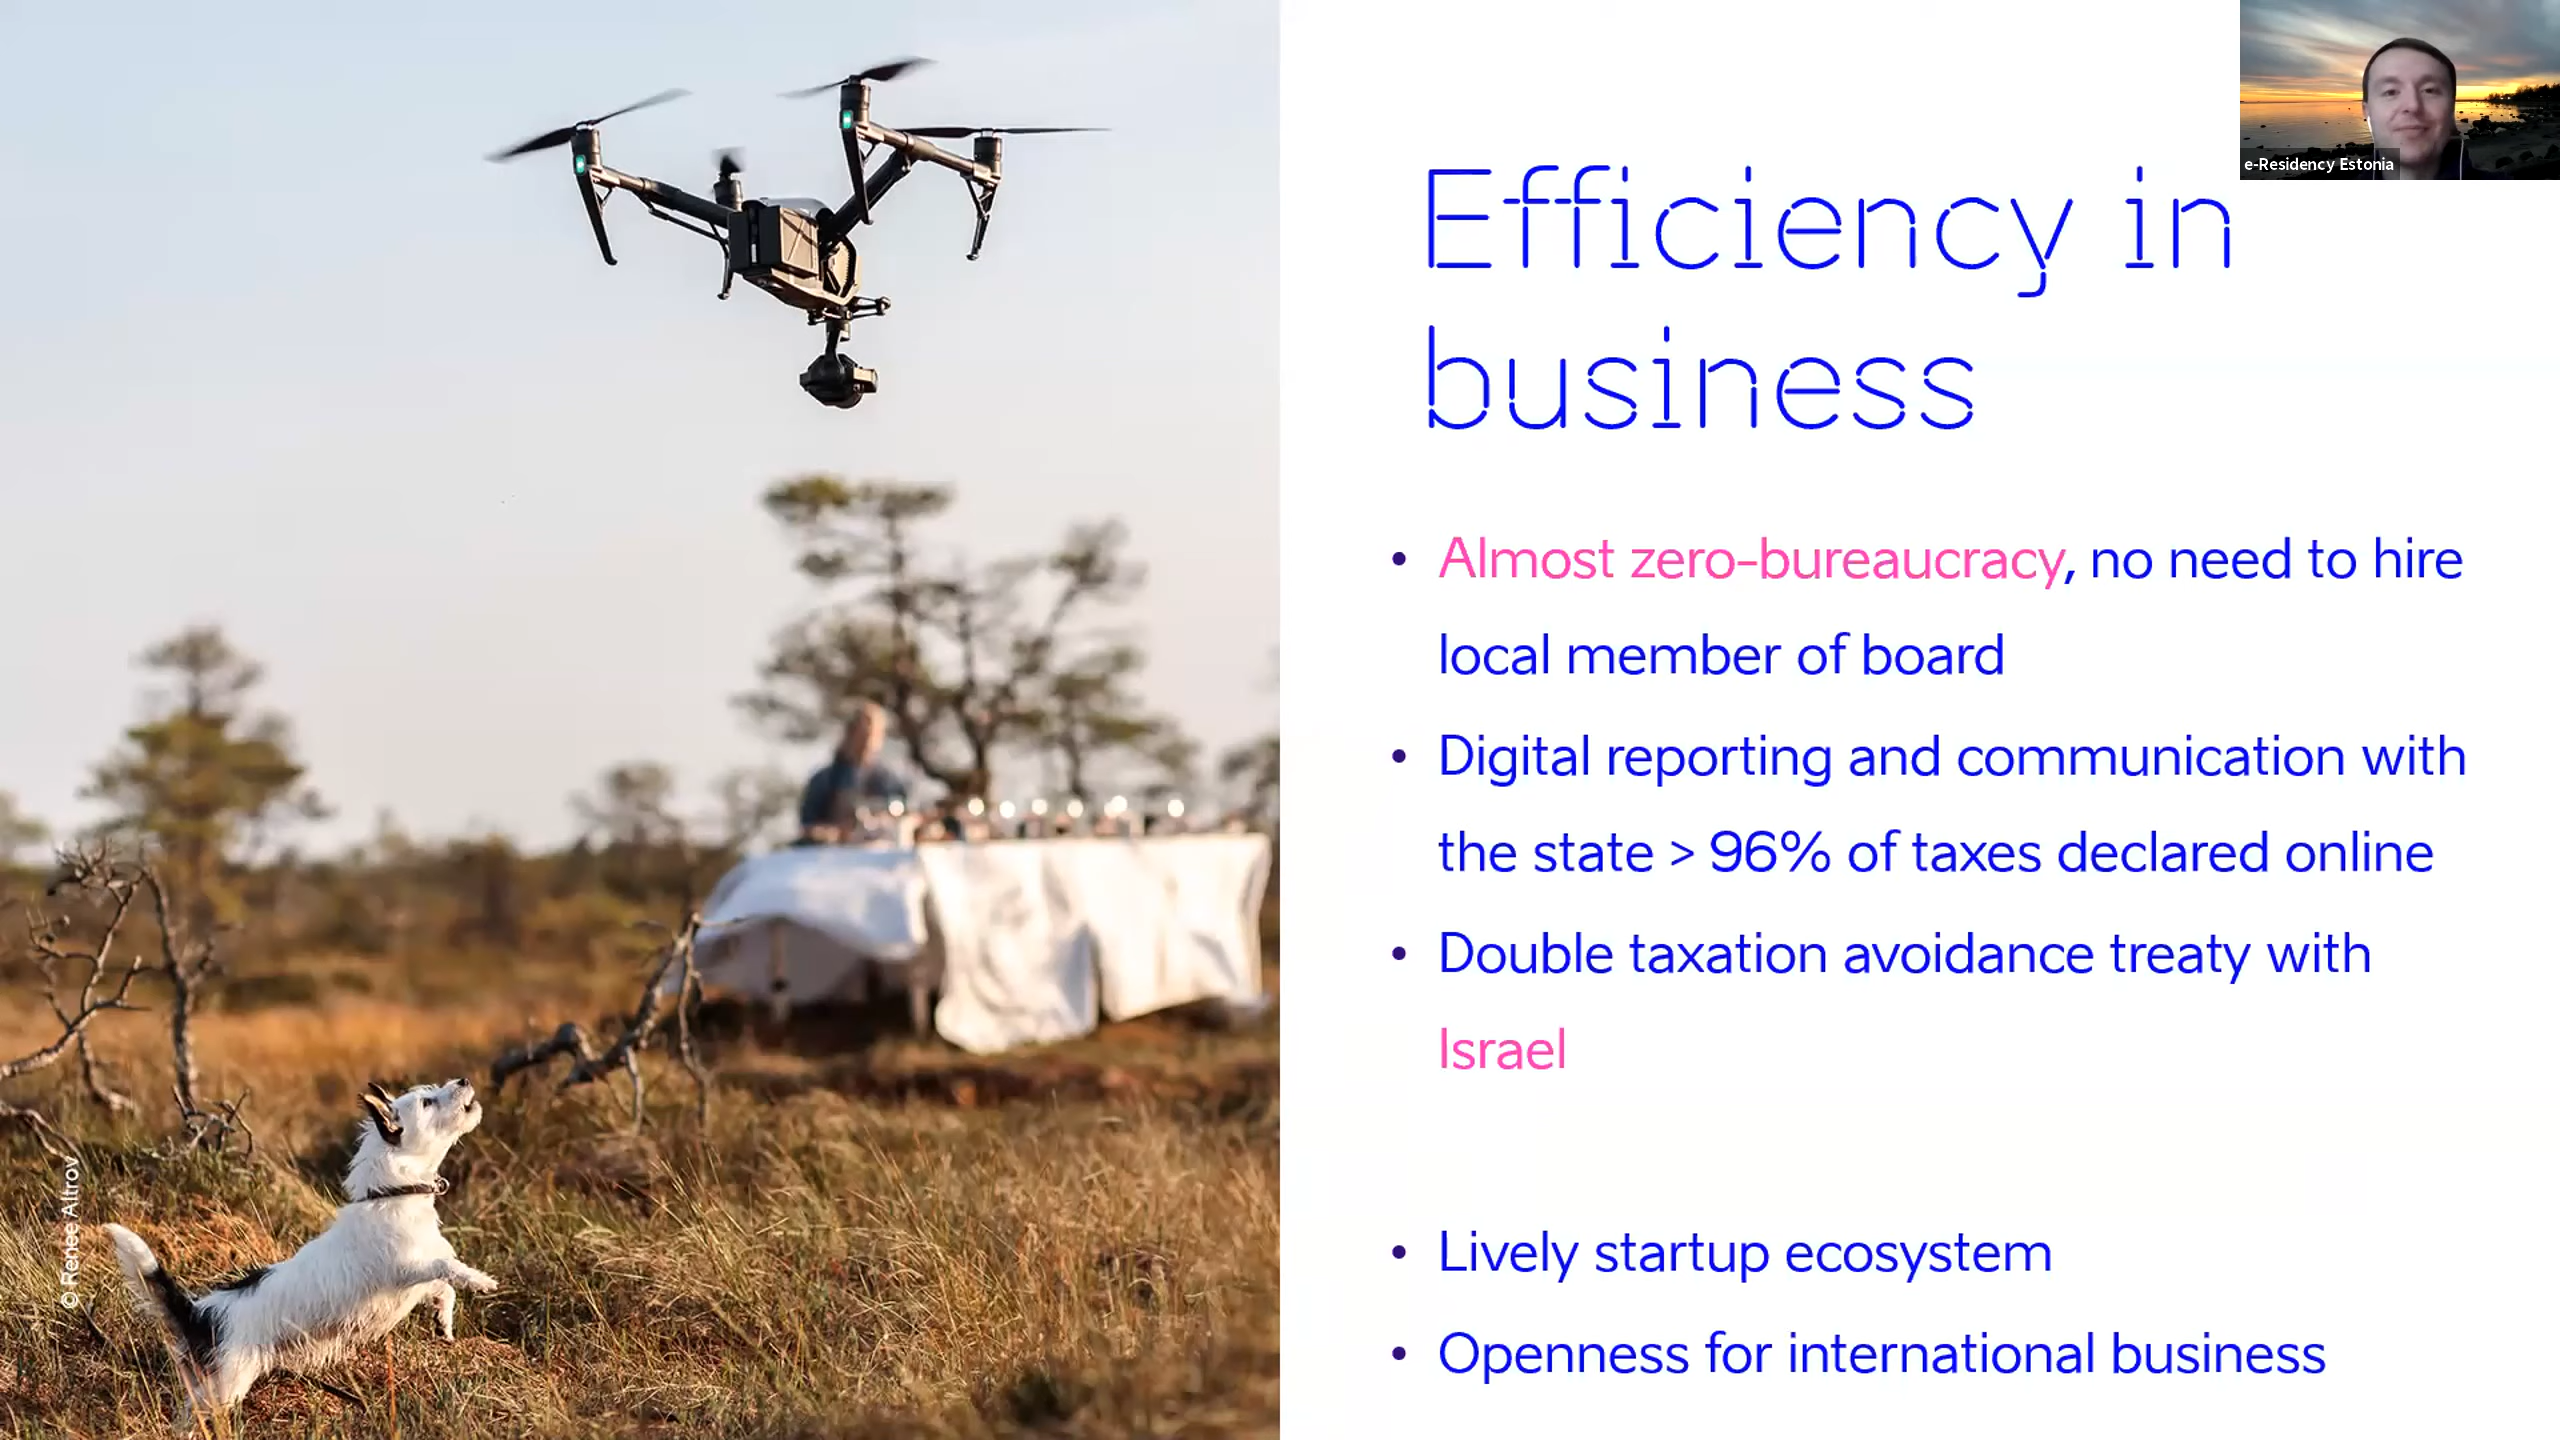 e-Residency Estonia
Efficiency in
business
• Almost zero-bureaucracy, no need to hire
local member of board
• Digital reporting and communication with
the state > 96% of taxes declared online
• Double taxation avoidance treaty with
Israel
• Lively startup ecosystem
• Openness for international business
© Renee Altrov